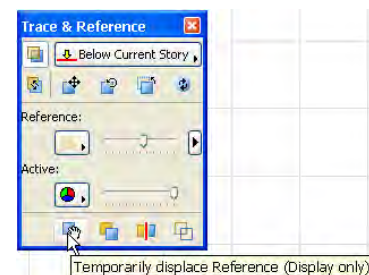 Trace & Reference
Below Current Story
Reference:
Active:
Temporarily displace Reference (Display only)